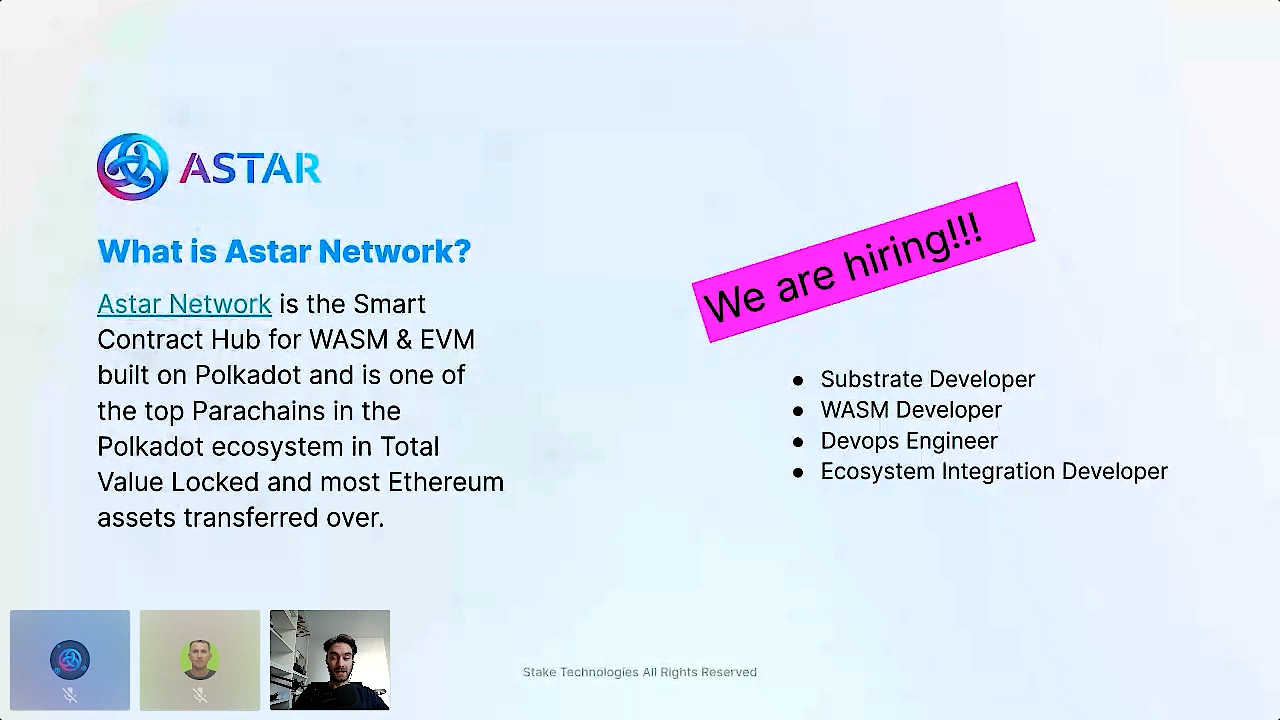 ASTAR
What is Astar Network?
Astar Network is the Smart
Contract Hub for WASM & EVM
built on Polkadot and is one of
the top Parachains in the
Polkadot ecosystem in Total
Value Locked and most Ethereum
assets transferred over.
We are hiring!!!
● Substrate Developer
● WASM Developer
● Devops Engineer
● Ecosystem Integration Developer
Stake Technologies All Rights Reserved